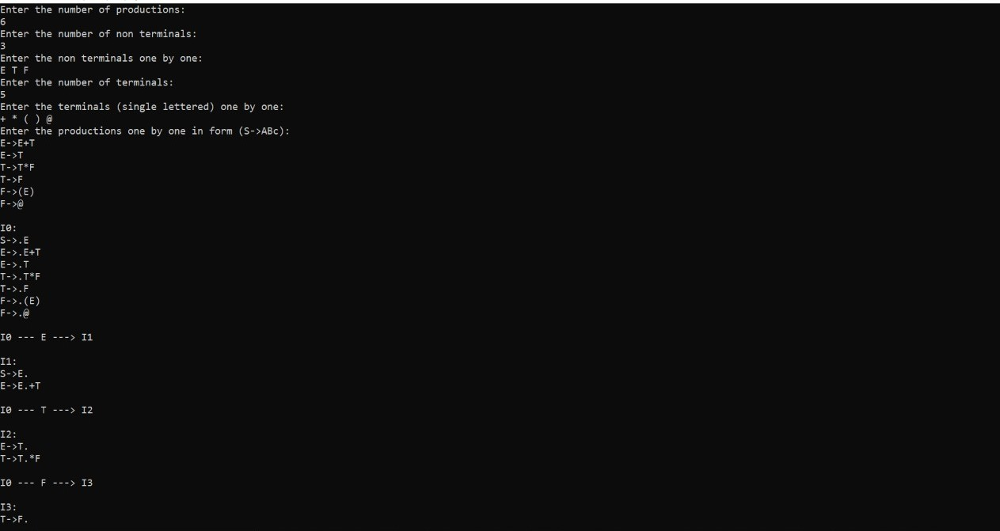 Enter the number of productions:
6
Enter the number of non terminals:
3
Enter the non terminals one by one:
E T F
Enter the number of terminals:
5
Enter the terminals (single lettered) one by one:
+ * ( ) @
Enter the productions one by one in form (S->ABc):
E->E+T
E->T
T->T*F
T->F
F->(E)
F->@
I0:
S->.E
E->.E+T
E->.T
T->.T*F
T->.F
F->.(E)
F->.@
I0 --- E ---> I1
I1:
S->E.
E->E.+T
I0 --- T ---> I2
I2:
E->T.
T->T.*F
I0 --- F ---> I3
I3:
T->F.